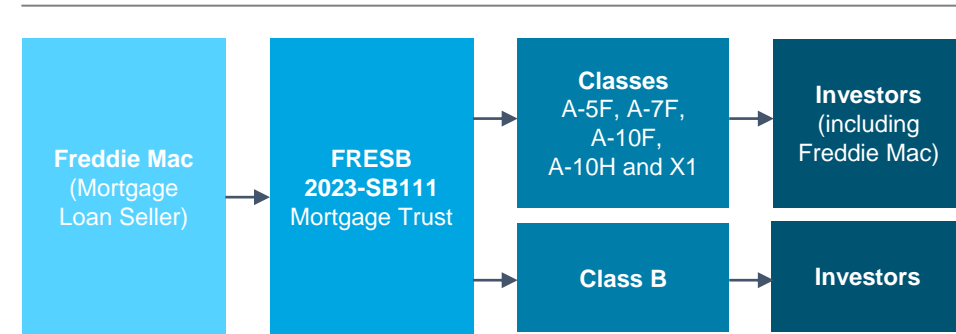 Freddie Mac
(Mortgage
Loan Seller)
FRESB
2023-SB111
Mortgage Trust
Classes
A-5F, A-7F,
A-10F,
A-10H and X1
Investors
(including
Freddie Mac)
Class B
Investors